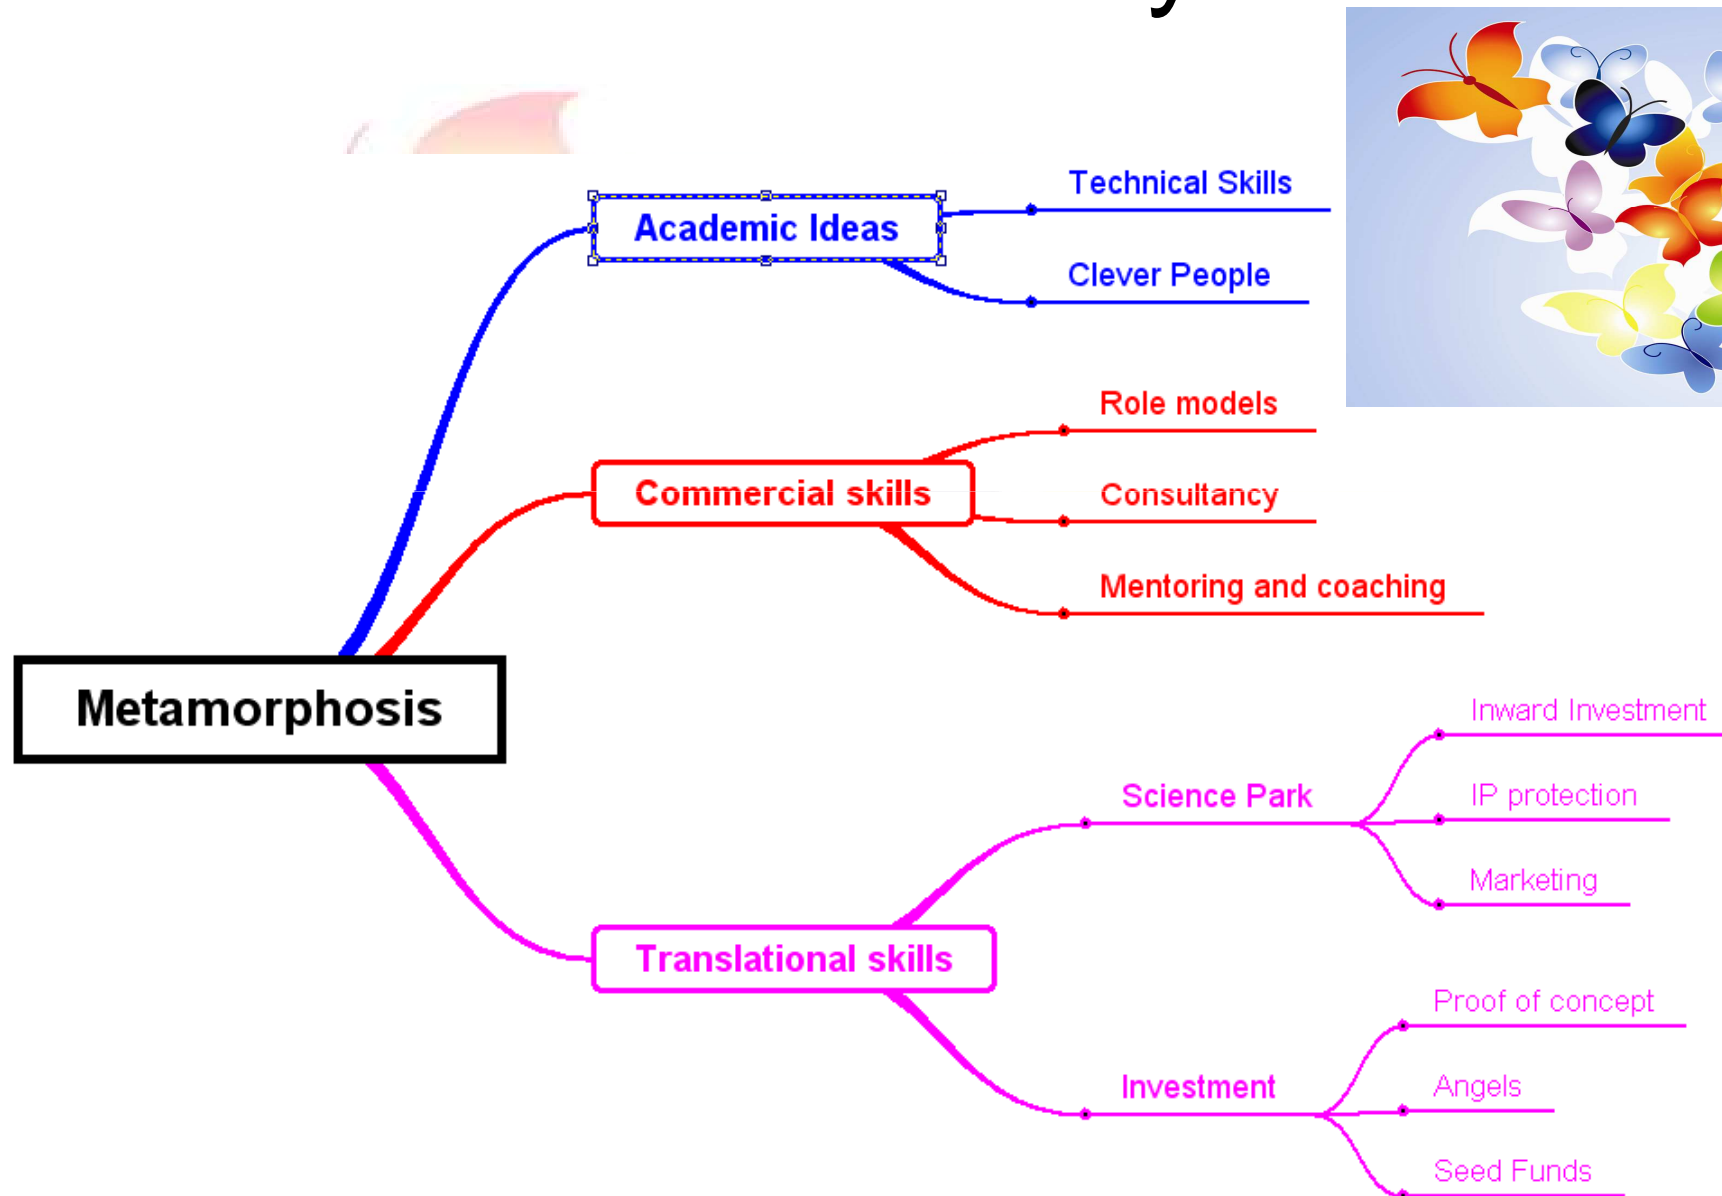 Technical Skills
Academic Ideas
Clever People
Role models
Commercial skills
Consultancy
Mentoring and coaching
Metamorphosis
Inward Investment
Science Park
IP protection
Marketing
Translational skills
Proof of concept
Investment
Angels
Seed Funds